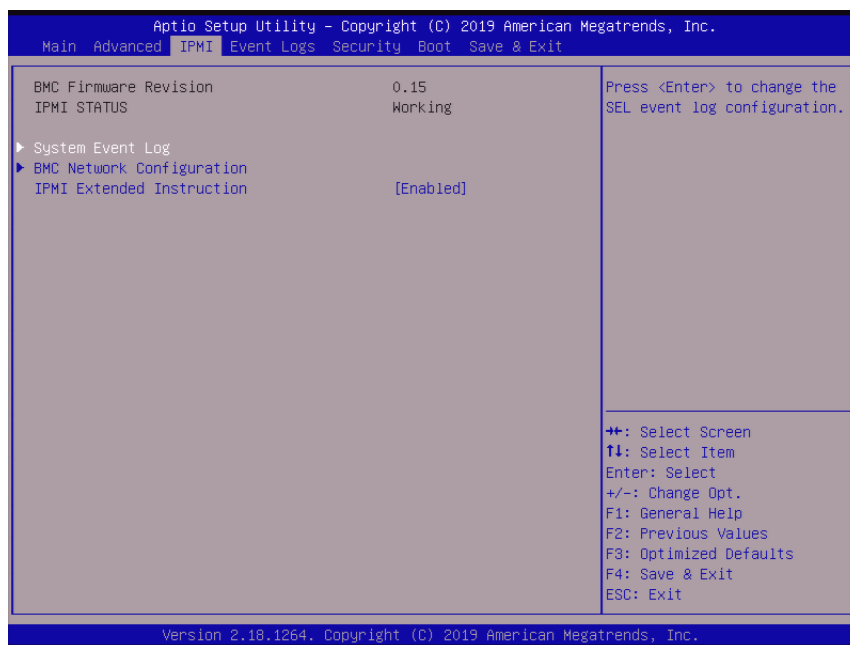 Aptio Setup Utility – Copyright (C) 2019 American Megatrends, Inc.
Main Advanced IPMI Event Logs Security Boot Save & Exit
BMC Firmware Revision 0.15
IPMI STATUS Working
System Event Log
BMC Network Configuration
IPMI Extended Instruction [Enabled]
Press <Enter> to change the
SEL event log configuration.
→←: Select Screen
↑↓: Select Item
Enter: Select
+/-: Change Opt.
F1: General Help
F2: Previous Values
F3: Optimized Defaults
F4: Save & Exit
ESC: Exit
Version 2.18.1264. Copyright (C) 2019 American Megatrends, Inc.